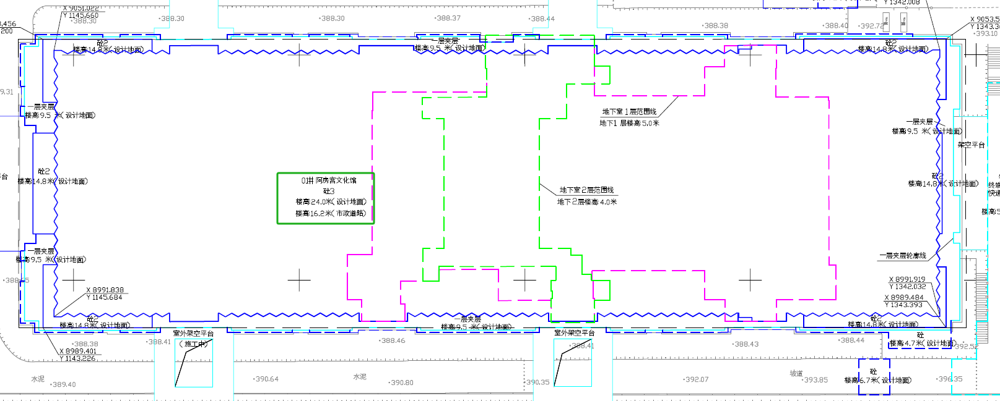 X 9051.022
Y 1145.660
·388.30
·388.30
·388.30
·388.37
·388.44
·388.38
·388.40
·392.72
Y 1342.008
X 9053.5
Y 1343.3
·393.10
.456
200
砼2
楼高14.8米(设计地面)
一层夹层
楼高9.5 米(设计地面)
砼2
楼高14.8米(设计地面)
9.31
一层夹层
楼高9.5 米(设计地面)
地下室1层范围线
地下1 层楼高5.0米
一层夹层
楼高9.5 米(设计地面)
架空平台
砼2
楼高14.8米(设计地面)
台
01# 阿房宫文化馆
砼3
楼高24.0米(设计地面)
楼高16.2米(市政道路)
地下室2层范围线
地下2层楼高4.0米
砼2
楼高14.8米(设计地面)
终端
快递
楼高5
一层夹层
楼高9.5 米(设计地面)
一层夹层轮廓线
X 8991.838
Y 1145.684
X 8991.919
Y 1342.032
X 8989.484
Y 1343.393
砼2
楼高14.8米(设计地面)
一层夹层
楼高9.5 米(设计地面)
砼2
楼高14.8米(设计地面)
室外架空平台
(施工中)
室外架空平台
·388.38
·388.41
·388.46
·388.41
·388.43
·388.44
砼
楼高4.7米(设计地面)
·392.52
X 8989.401
Y 1143.226
水泥
·389.40
·390.64
水泥
·390.80
·390.35
·392.07
坡道
·393.85
砼
楼高6.7米(设计地面)
·396.35